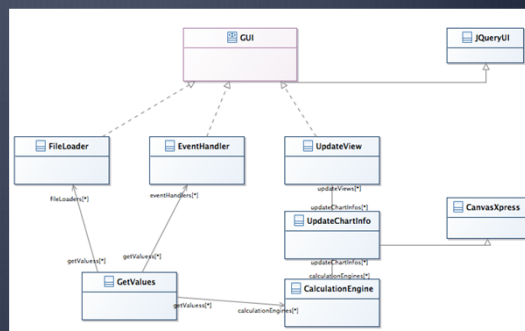 GUI
JQueryUI
FileLoader
EventHandler
UpdateView
fileLoaders[*]
eventHandlers[*]
updateViews[*]
updateChartInfos[*]
CanvasXpress
UpdateChartInfo
getValuess[*]
getValuess[*]
updateChartInfos[*]
calculationEngines[*]
GetValues
CalculationEngine
getValuess[*]
calculationEngines[*]